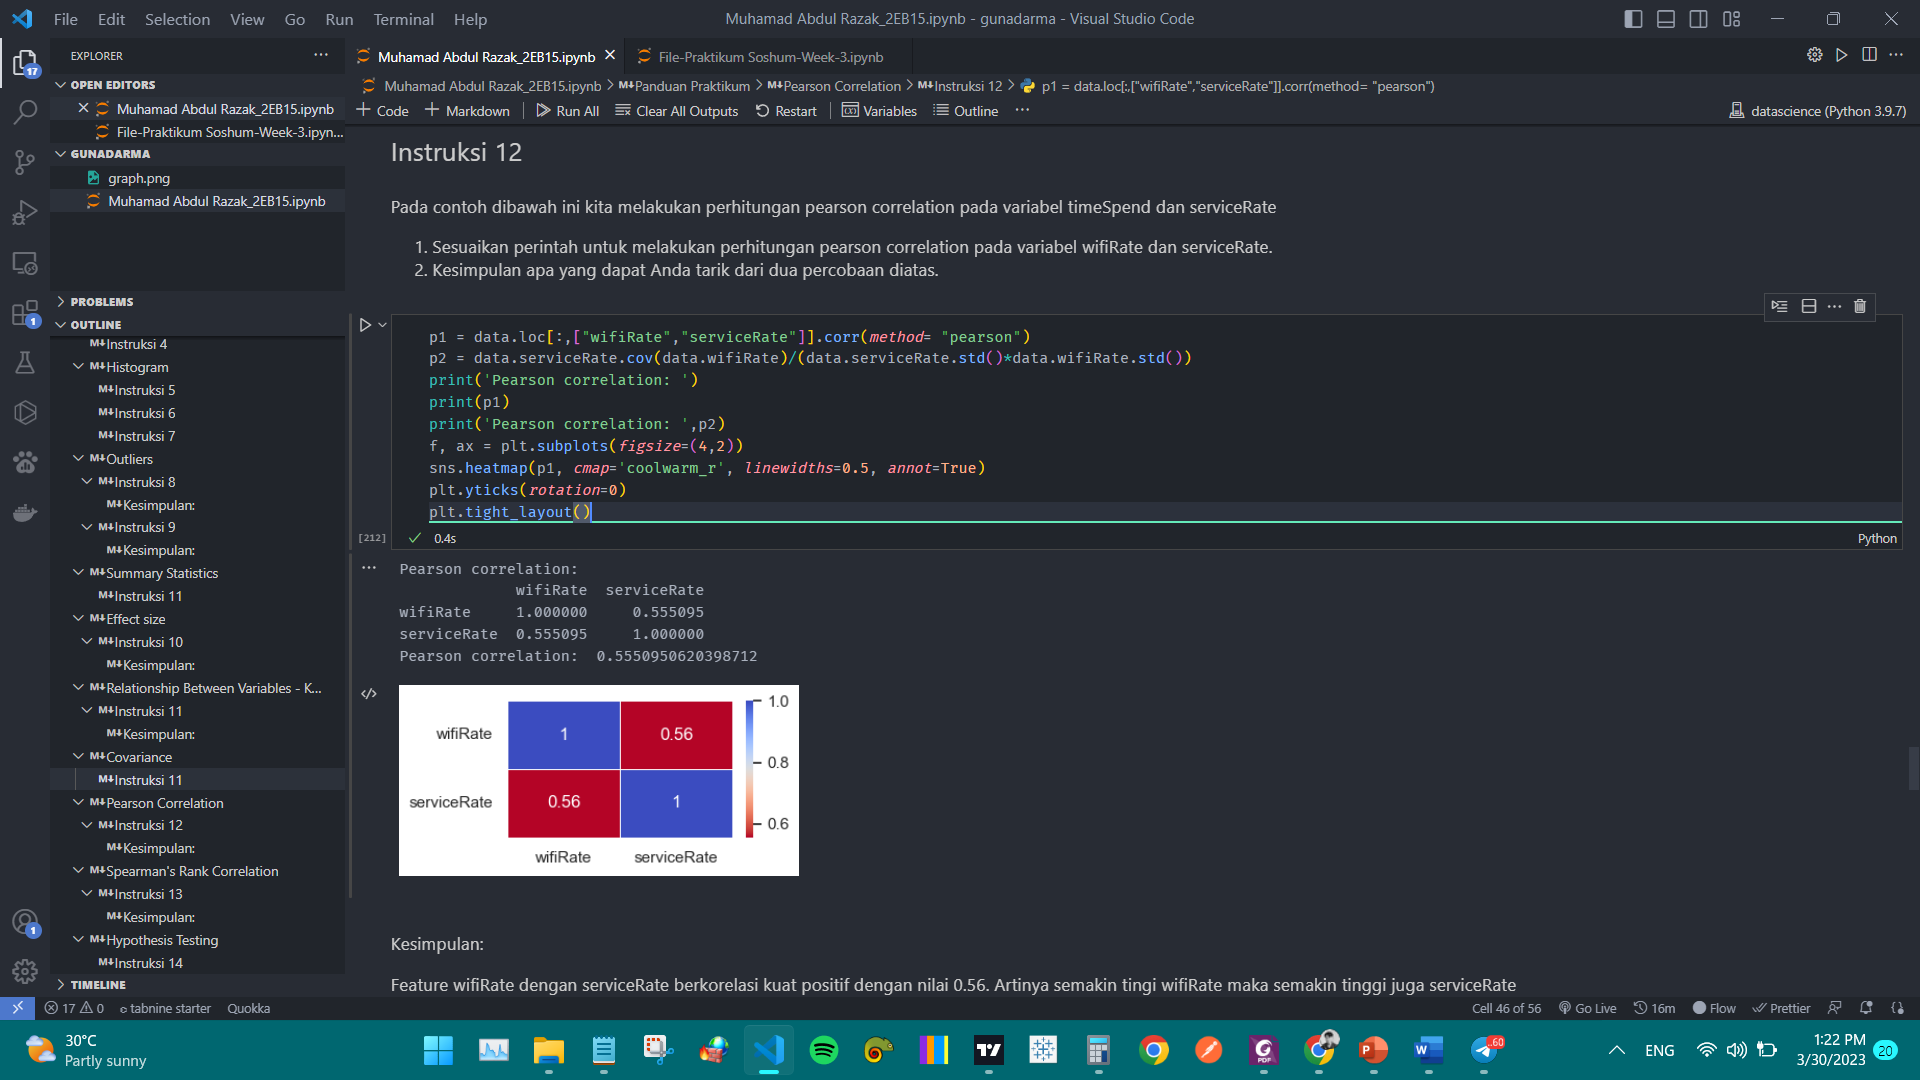 File Edit Selection View Go Run Terminal Help
Muhamad Abdul Razak_2EB15.ipynb - gunadarma - Visual Studio Code
EXPLORER
OPEN EDITORS
Muhamad Abdul Razak_2EB15.ipynb
File-Praktikum Soshum-Week-3.ipyn...
GUNADARMA
graph.png
Muhamad Abdul Razak_2EB15.ipynb
PROBLEMS
OUTLINE
M↓Instruksi 4
M↓Histogram
M↓Instruksi 5
M↓Instruksi 6
M↓Instruksi 7
M↓Outliers
M↓Instruksi 8
M↓Kesimpulan:
M↓Instruksi 9
M↓Kesimpulan:
M↓Summary Statistics
M↓Instruksi 11
M↓Effect size
M↓Instruksi 10
M↓Kesimpulan:
M↓Relationship Between Variables - K...
M↓Instruksi 11
M↓Kesimpulan:
M↓Covariance
M↓Instruksi 11
M↓Pearson Correlation
M↓Instruksi 12
M↓Kesimpulan:
M↓Spearman's Rank Correlation
M↓Instruksi 13
M↓Kesimpulan:
M↓Hypothesis Testing
M↓Instruksi 14
TIMELINE
17
1
1
Muhamad Abdul Razak_2EB15.ipynb
File-Praktikum Soshum-Week-3.ipynb
Muhamad Abdul Razak_2EB15.ipynb > M↓Panduan Praktikum > M↓Pearson Correlation > M↓Instruksi 12 > p1 = data.loc[:,["wifiRate","serviceRate"]].corr(method= "pearson")
+ Code + Markdown Run All Clear All Outputs Restart Variables Outline ···
datascience (Python 3.9.7)
Instruksi 12
Pada contoh dibawah ini kita melakukan perhitungan pearson correlation pada variabel timeSpend dan serviceRate
1. Sesuaikan perintah untuk melakukan perhitungan pearson correlation pada variabel wifiRate dan serviceRate.
2. Kesimpulan apa yang dapat Anda tarik dari dua percobaan diatas.
p1 = data.loc[:,["wifiRate","serviceRate"]].corr(method= "pearson")
p2 = data.serviceRate.cov(data.wifiRate)/(data.serviceRate.std()*data.wifiRate.std())
print('Pearson correlation: ')
print(p1)
print('Pearson correlation: ',p2)
f, ax = plt.subplots(figsize=(4,2))
sns.heatmap(p1, cmap='coolwarm_r', linewidths=0.5, annot=True)
plt.yticks(rotation=0)
plt.tight_layout()
[212] 0.4s Python
Pearson correlation:
wifiRate serviceRate
wifiRate 1.000000 0.555095
serviceRate 0.555095 1.000000
Pearson correlation: 0.5550950620398712
wifiRate 1 0.56
serviceRate 0.56 1
wifiRate serviceRate
1.0
0.8
0.6
Kesimpulan:
Feature wifiRate dengan serviceRate berkorelasi kuat positif dengan nilai 0.56. Artinya semakin tingi wifiRate maka semakin tinggi juga serviceRate
17 0 tabnine starter Quokka
Cell 46 of 56 Go Live 16m Flow Prettier
30°C
Partly sunny
PDF
.60
ENG
1:22 PM
3/30/2023
20